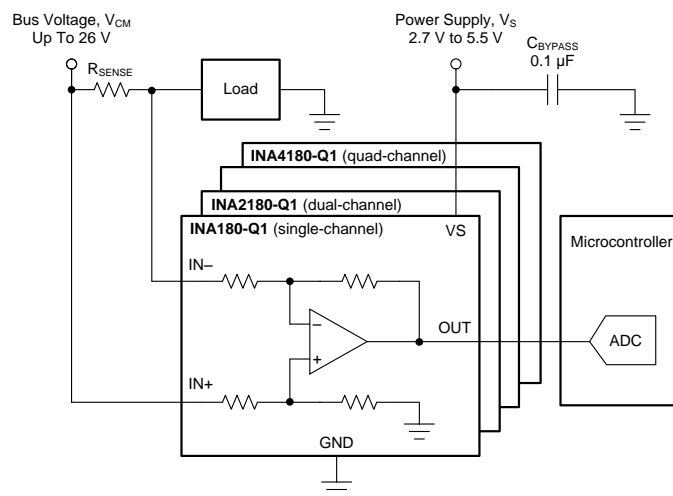 Bus Voltage, VCM
Up To 26 V
RSENSE
Load
Power Supply, VS
2.7 V to 5.5 V
CBYPASS
0.1 µF
INA4180-Q1 (quad-channel)
INA2180-Q1 (dual-channel)
INA180-Q1 (single-channel)
VS
Microcontroller
IN–
–
OUT
ADC
+
IN+
GND